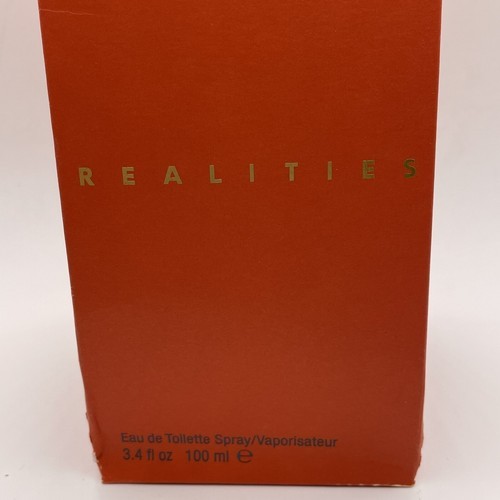 REALITIES
Eau de Toilette Spray/Vaporisateur
3.4 fl oz 100 ml ℮